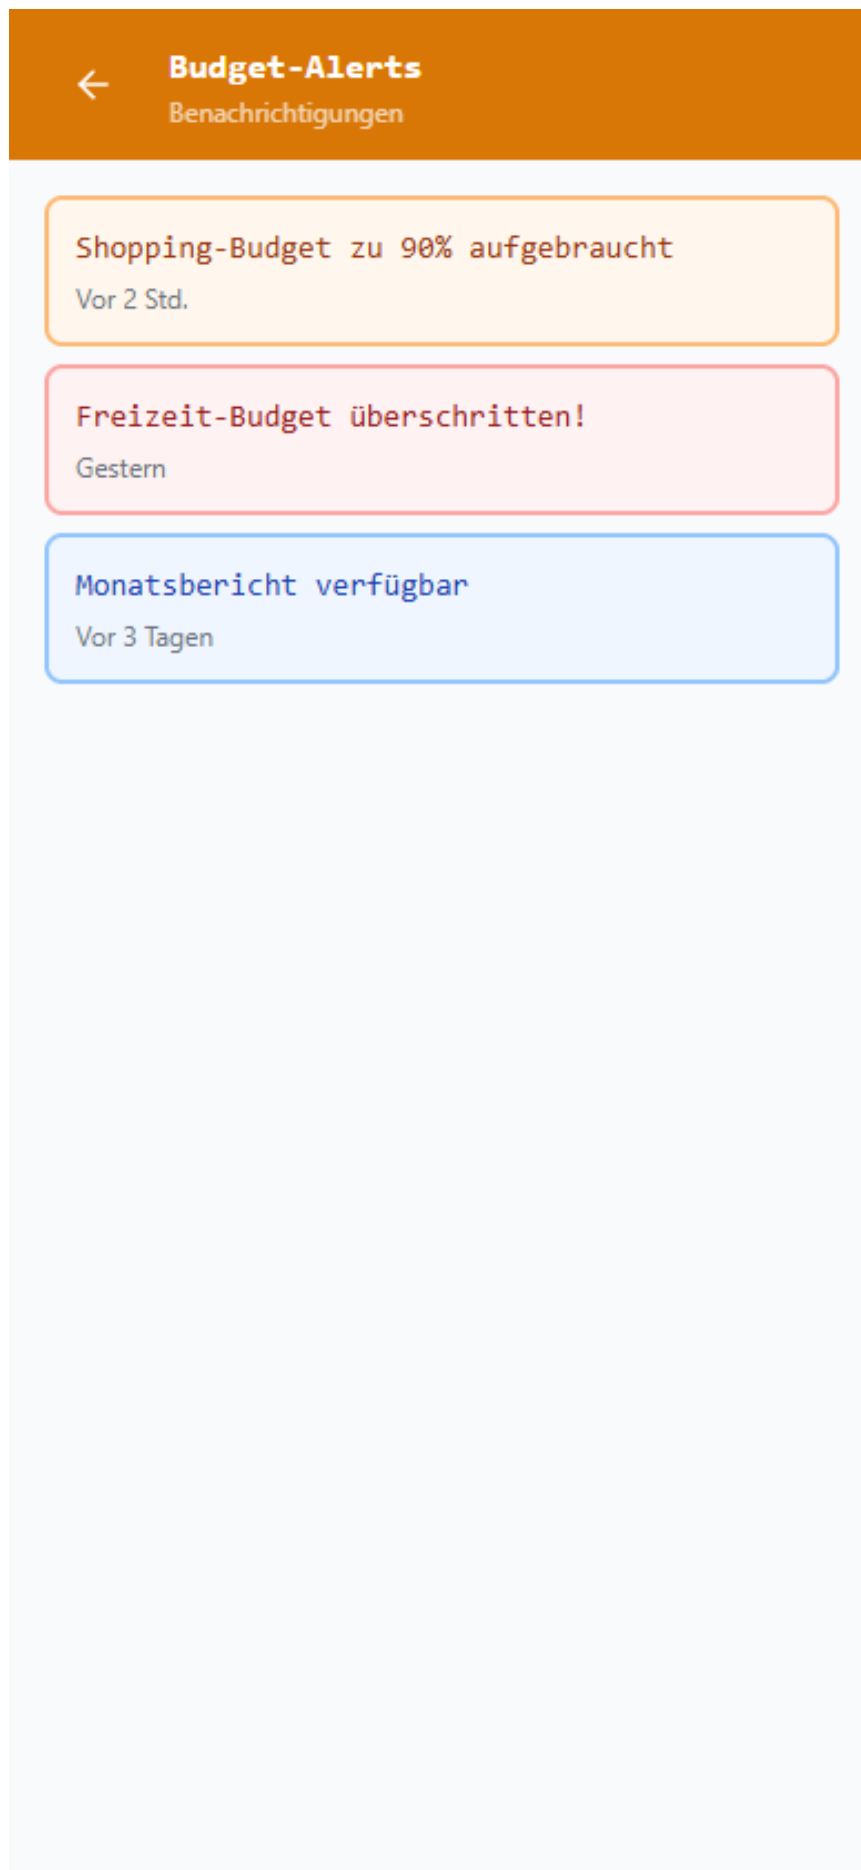 Budget-Alerts
Benachrichtigungen
Shopping-Budget zu 90% aufgebraucht
Vor 2 Std.
Freizeit-Budget überschritten!
Gestern
Monatsbericht verfügbar
Vor 3 Tagen